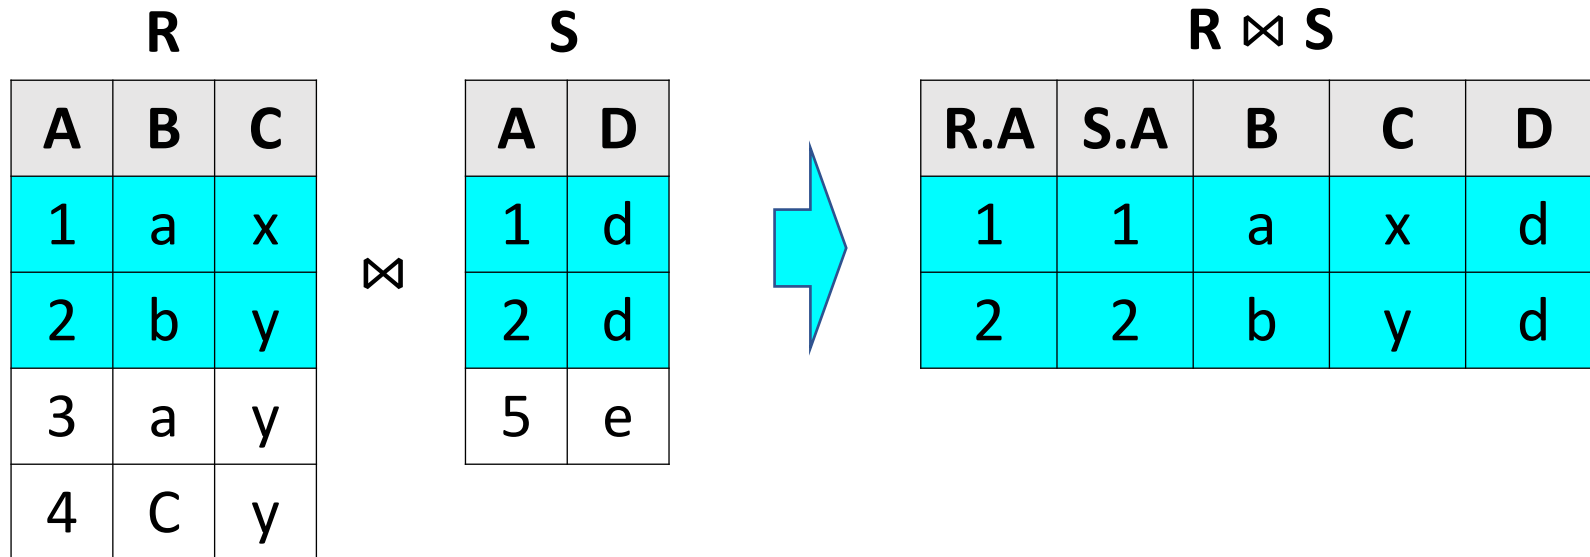 R S R ⋈ S
A B C A D R.A S.A B C D
1 a x 1 d 1 1 a x d
2 b y ⋈ 2 d 2 2 b y d
3 a y 5 e
4 C y